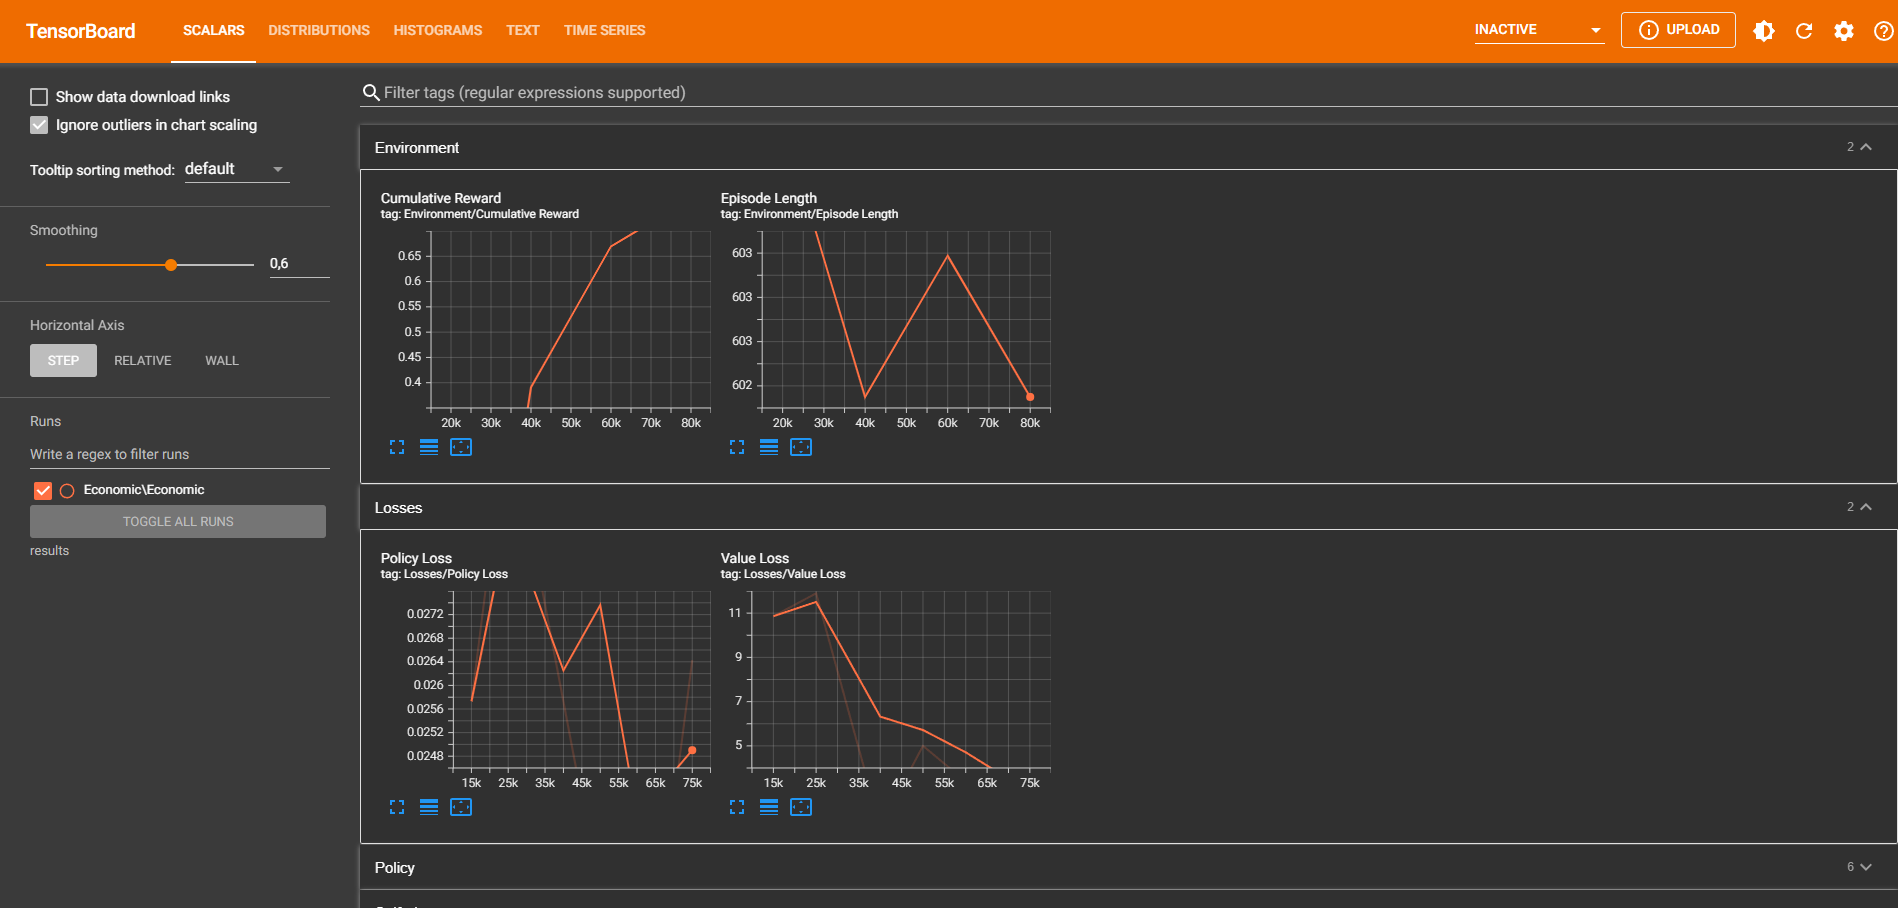 TensorBoard
SCALARS
DISTRIBUTIONS
HISTOGRAMS
TEXT
TIME SERIES
INACTIVE
UPLOAD
Show data download links
Ignore outliers in chart scaling
Tooltip sorting method: default
Smoothing
0,6
Horizontal Axis
STEP
RELATIVE
WALL
Runs
Write a regex to filter runs
Economic\Economic
TOGGLE ALL RUNS
results
Filter tags (regular expressions supported)
Environment
2
Cumulative Reward
tag: Environment/Cumulative Reward
0.65
0.6
0.55
0.5
0.45
0.4
20k 30k 40k 50k 60k 70k 80k
Episode Length
tag: Environment/Episode Length
603
603
603
602
20k 30k 40k 50k 60k 70k 80k
Losses
2
Policy Loss
tag: Losses/Policy Loss
0.0272
0.0268
0.0264
0.026
0.0256
0.0252
0.0248
15k 25k 35k 45k 55k 65k 75k
Value Loss
tag: Losses/Value Loss
11
9
7
5
15k 25k 35k 45k 55k 65k 75k
Policy
6